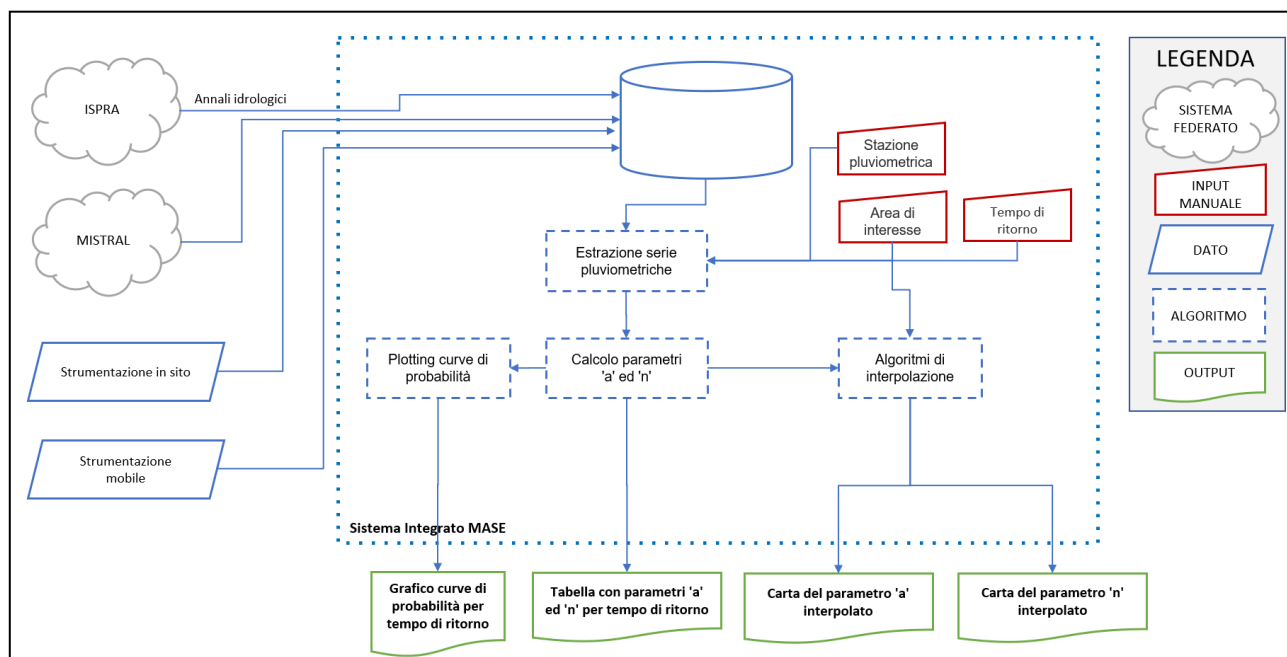 LEGENDA
ISPRA
Annali idrologici
SISTEMA
FEDERATO
Stazione
pluviometrica
INPUT
MANUALE
MISTRAL
Area di
interesse
Tempo di
ritorno
Estrazione serie
pluviometriche
DATO
ALGORITMO
Strumentazione in sito
Plotting curve di
probabilità
Calcolo parametri
'a' ed 'n'
Algoritmi di
interpolazione
OUTPUT
Strumentazione
mobile
Sistema Integrato MASE
Grafico curve di
probabilità per
tempo di ritorno
Tabella con parametri 'a'
ed 'n' per tempo di ritorno
Carta del parametro 'a'
interpolato
Carta del parametro 'n'
interpolato